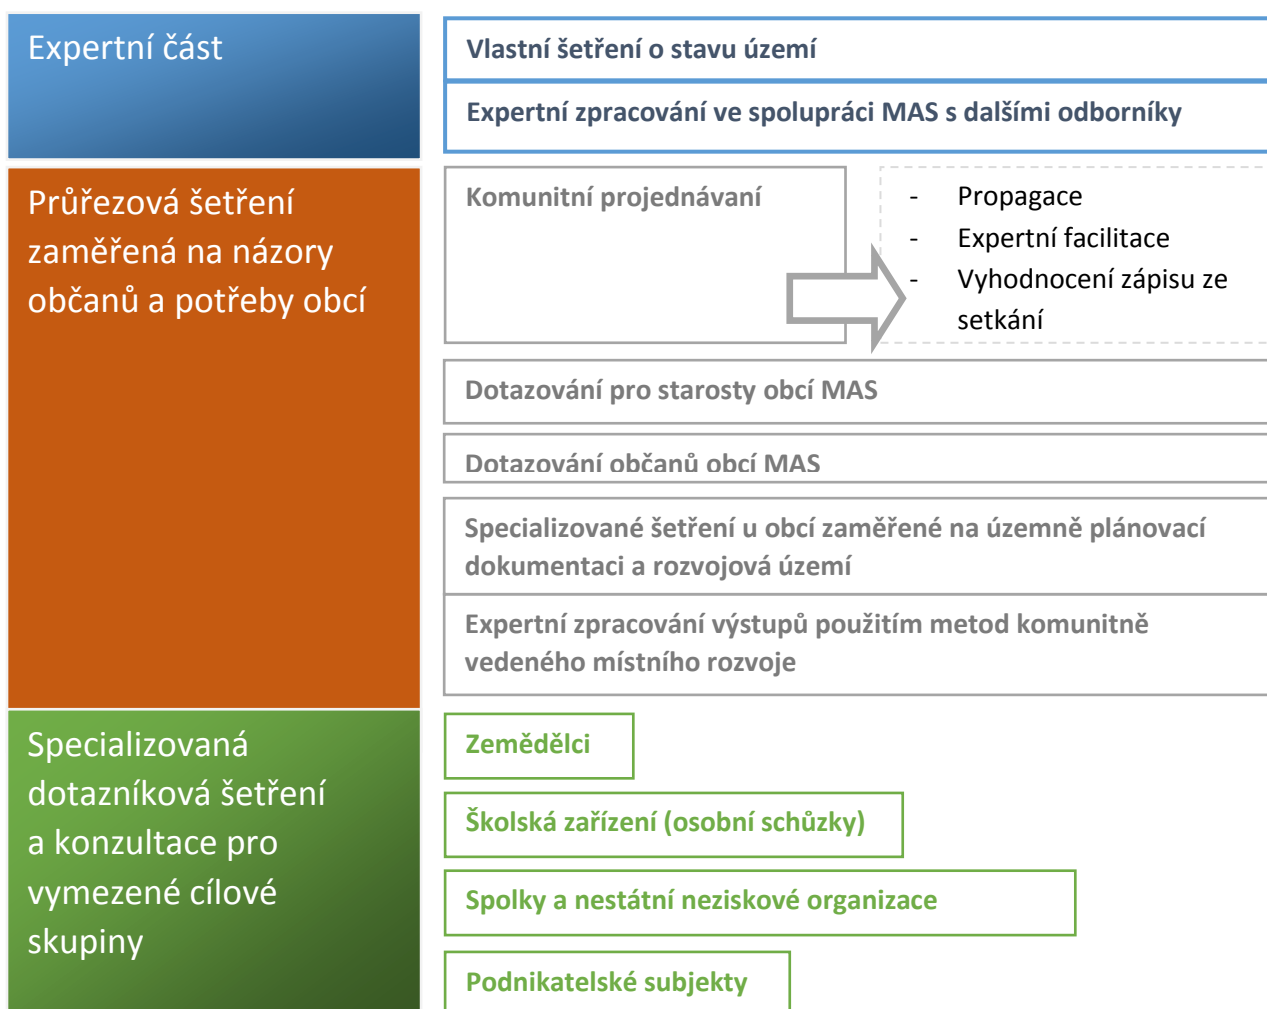 Expertní část
Vlastní šetření o stavu území
Expertní zpracování ve spolupráci MAS s dalšími odborníky
Průřezová šetření
zaměřená na názory
občanů a potřeby obcí
Komunitní projednávaní
- Propagace
- Expertní facilitace
- Vyhodnocení zápisu ze
setkání
Dotazování pro starosty obcí MAS
Dotazování občanů obcí MAS
Specializované šetření u obcí zaměřené na územně plánovací
dokumentaci a rozvojová území
Expertní zpracování výstupů použitím metod komunitně
vedeného místního rozvoje
Specializovaná
dotazníková šetření
a konzultace pro
vymezené cílové
skupiny
Zemědělci
Školská zařízení (osobní schůzky)
Spolky a nestátní neziskové organizace
Podnikatelské subjekty